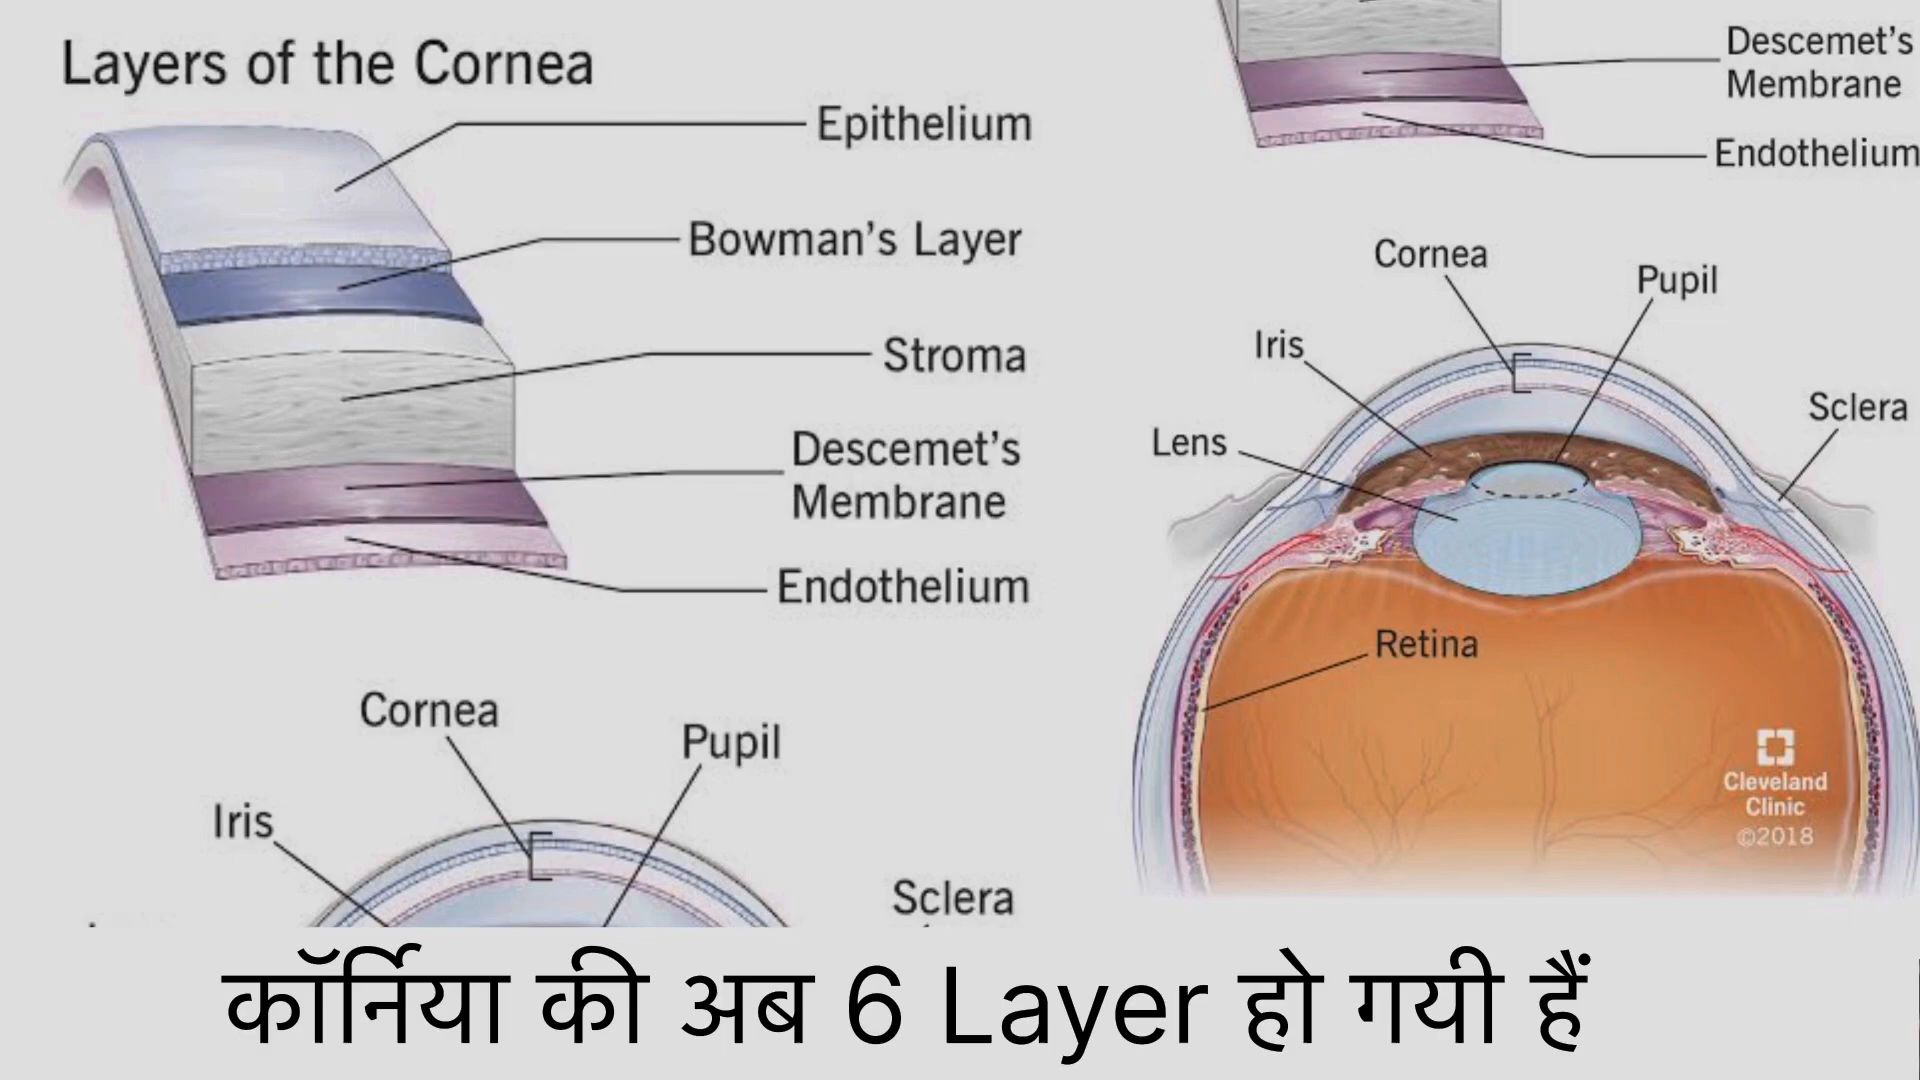 Layers of the Cornea
Epithelium
Bowman's Layer
Stroma
Descemet's
Membrane
Endothelium
Cornea
Pupil
Iris
Sclera
Descemet's
Membrane
Endothelium
Cornea
Pupil
Iris
Sclera
Lens
Retina
Cleveland
Clinic
©2018
कॉर्निया की अब 6 Layer हो गयी हैं